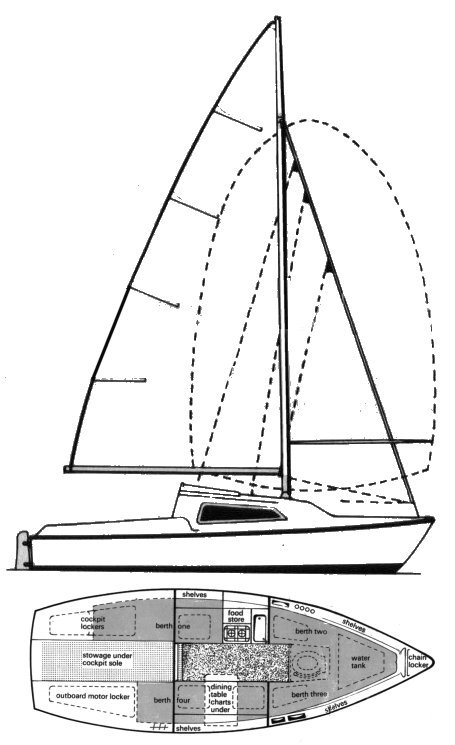 shelves
food
store
cockpit
lockers
berth one
berth two
shelves
stowage under
cockpit sole
water
tank
chain
locker
outboard motor locker
berth four
dining
table
charts
under
berth three
shelves
shelves